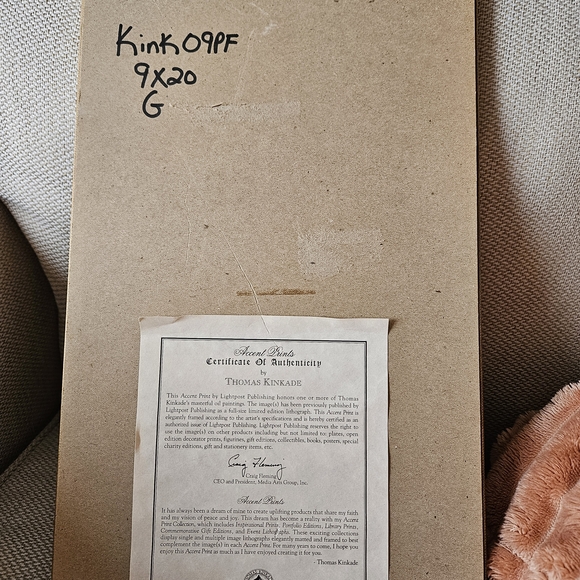 Kink09PF
9X20
G
Accent Prints
Certificate Of Authenticity
by
THOMAS KINKADE
This Accent Print by Lightpost Publishing honors one or more of Thomas
Kinkade's masterful oil paintings. The image(s) has been previously published by
Lightpost Publishing as a full-size limited edition lithograph. This Accent Print is
elegantly framed according to the artist's specifications and is hereby certified as an
authorized issue of Lightpost Publishing. Lightpost Publishing reserves the right to
use the image(s) on other products including but not limited to: plates, open
edition decorator prints, figurines, gift editions, collectibles, books, posters, special
charity editions, gift and stationery items, etc.
Craig Fleming
Craig Fleming
CEO and President, Media Arts Group, Inc.
Accent Prints
It has always been a dream of mine to create uplifting products that share my faith
and my vision of peace and joy. This dream has become a reality with my Accent
Print Collection, which includes Inspirational Prints, Portfolio Editions, Library Prints,
Commemorative Gift Editions, and Event Lithographs. These exciting collections
display single and multiple image lithographs elegantly matted and framed to best
complement the image(s) in each Accent Print. For many years to come, I hope you
enjoy this Accent Print as much as I have enjoyed creating it for you.
-Thomas Kinkade